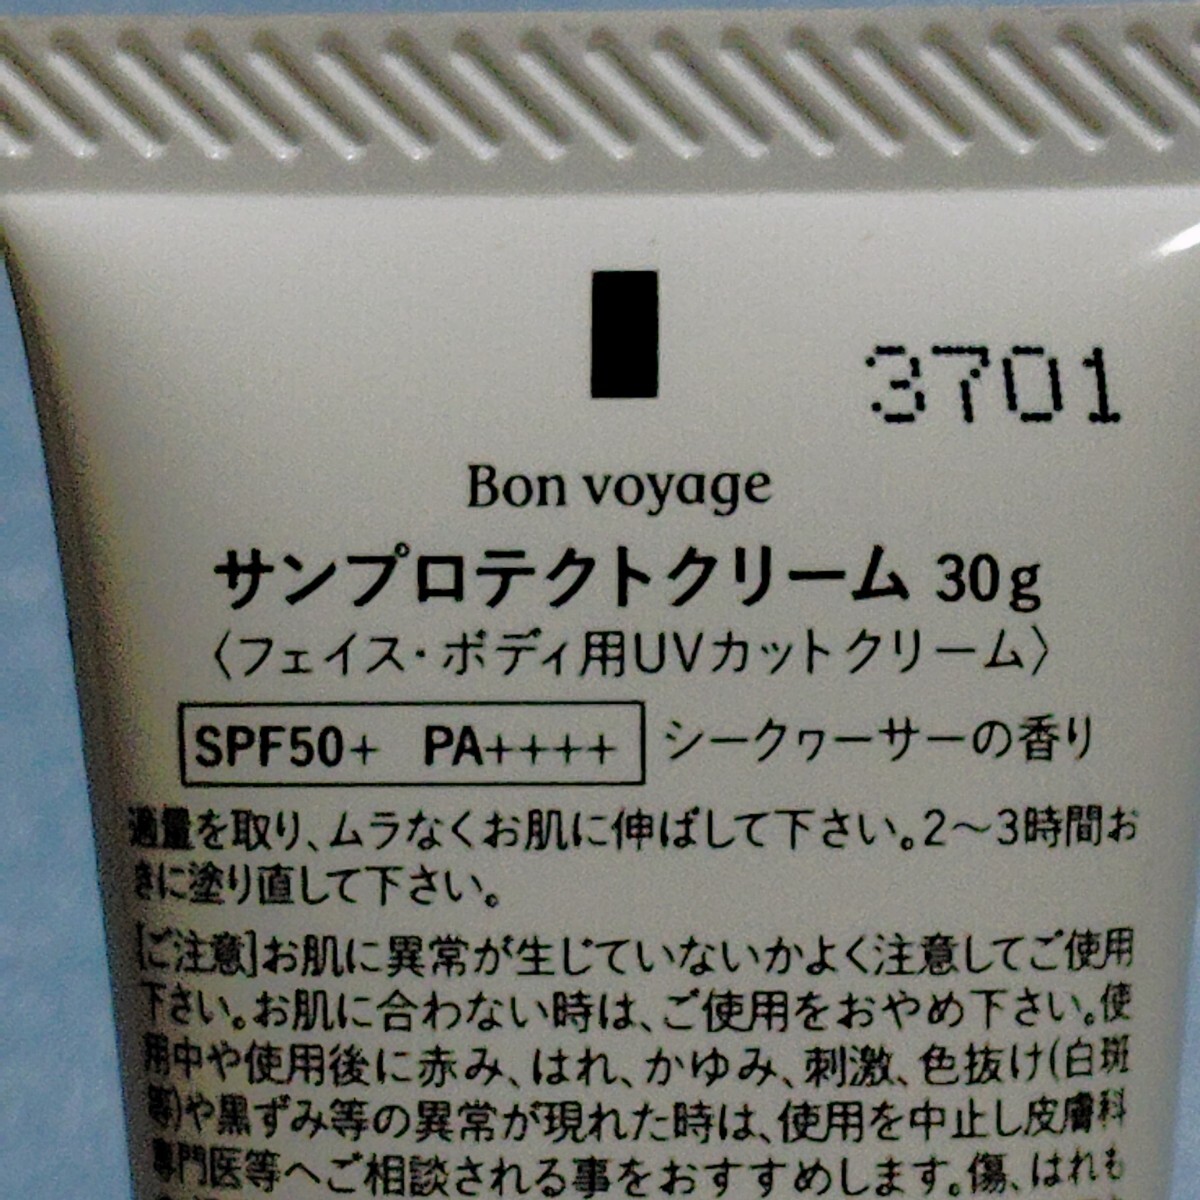 3701
Bon voyage
サンプロテクトクリーム 30g
〈フェイス・ボディ用UVカットクリーム〉
SPF50+ PA++++ シークヮーサーの香り
適量を取り、ムラなくお肌に伸ばして下さい。2〜3時間お
きに塗り直して下さい。
[ご注意]お肌に異常が生じていないかよく注意してご使用
下さい。お肌に合わない時は、ご使用をおやめ下さい。使
用中や使用後に赤み、はれ、かゆみ、刺激、色抜け(白斑
等)や黒ずみ等の異常が現れた時は、使用を中止し皮膚科
専門医等へご相談される事をおすすめします。傷、はれも